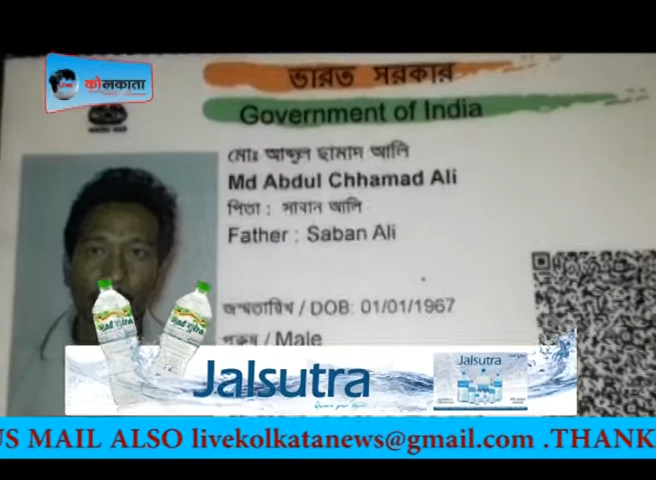 LIVE কোলকাতা
ভারত সরকার
Government of India
মোঃ আব্দুল ছামাদ আলি
Md Abdul Chhamad Ali
পিতা : সাবান আলি
Father : Saban Ali
জন্মতারিখ / DOB: 01/01/1967
পুরুষ / Male
Jalsutra
Jalsutra
US MAIL ALSO livekolkatanews@gmail.com .THANK